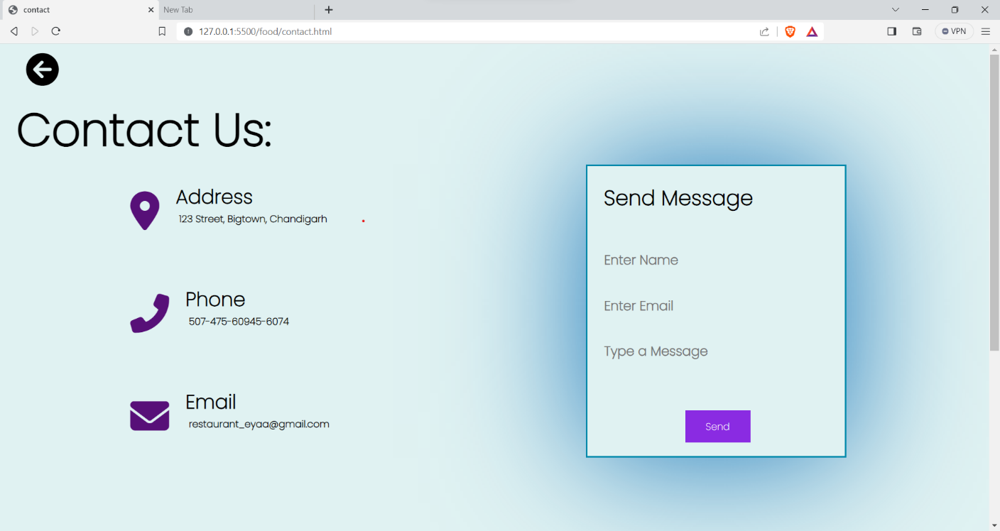 contact
New Tab
127.0.0.1:5500/food/contact.html
VPN
Contact Us:
Address
123 Street, Bigtown, Chandigarh
Phone
507-475-60945-6074
Email
restaurant_eyaa@gmail.com
Send Message
Enter Name
Enter Email
Type a Message
Send